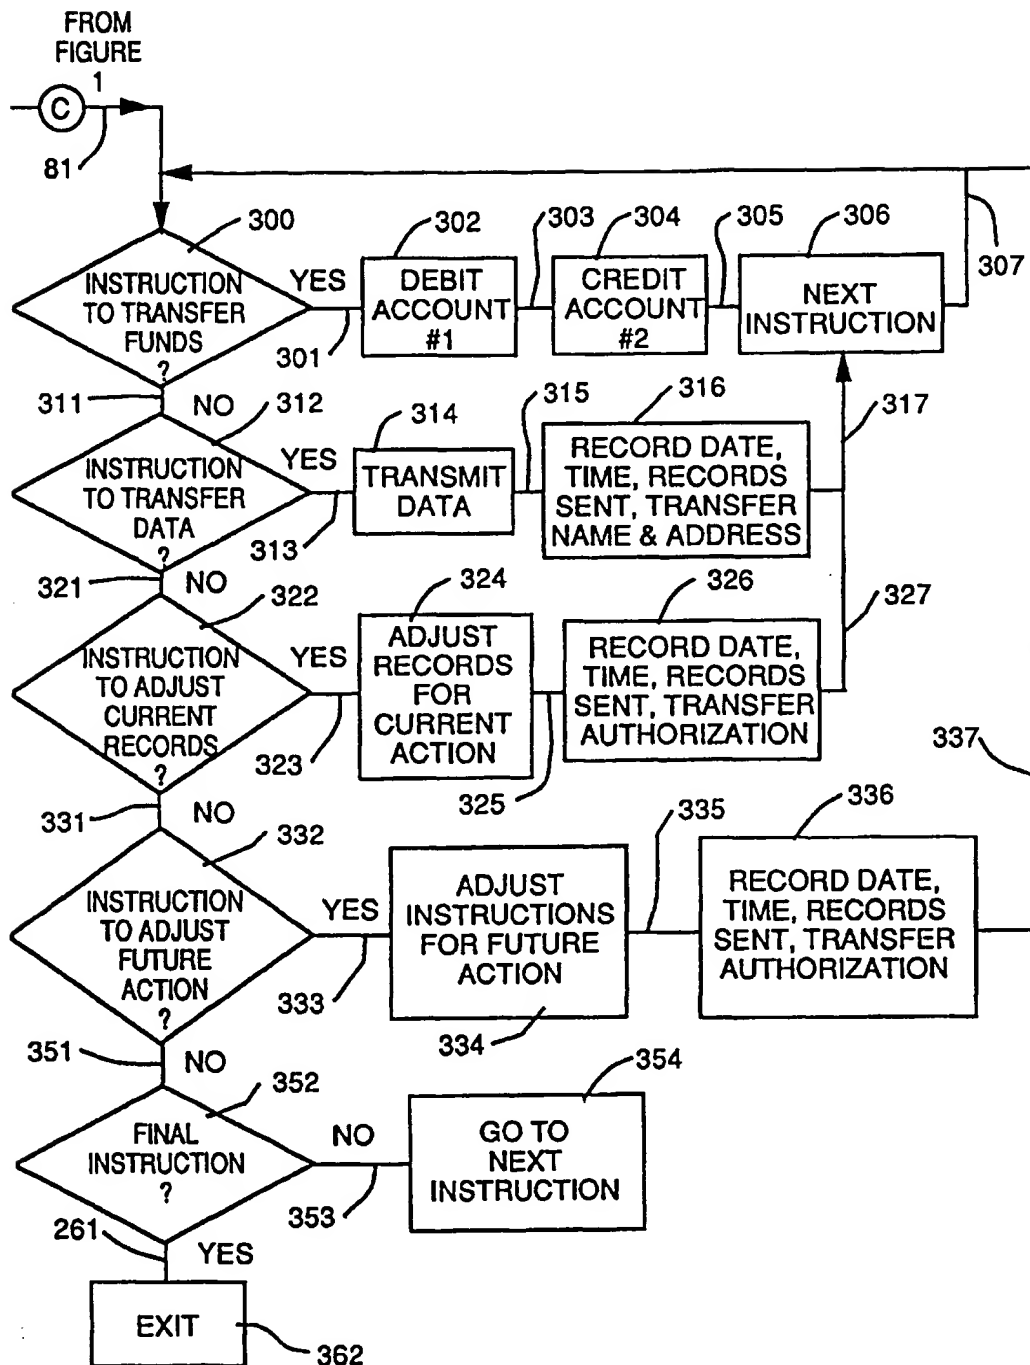 FROM
FIGURE
1
C
81
300
302
303
304
305
306
307
INSTRUCTION
TO TRANSFER
FUNDS
?
YES
301
DEBIT
ACCOUNT
#1
CREDIT
ACCOUNT
#2
NEXT
INSTRUCTION
311
NO
312
314
315
316
317
INSTRUCTION
TO TRANSFER
DATA
?
YES
313
TRANSMIT
DATA
RECORD DATE,
TIME, RECORDS
SENT, TRANSFER
NAME & ADDRESS
321
NO
322
324
326
327
INSTRUCTION
TO ADJUST
CURRENT
RECORDS
?
YES
323
ADJUST
RECORDS
FOR
CURRENT
ACTION
325
RECORD DATE,
TIME, RECORDS
SENT, TRANSFER
AUTHORIZATION
337
331
NO
332
335
336
INSTRUCTION
TO ADJUST
FUTURE
ACTION
?
YES
333
ADJUST
INSTRUCTIONS
FOR FUTURE
ACTION
334
RECORD DATE,
TIME, RECORDS
SENT, TRANSFER
AUTHORIZATION
351
NO
352
354
FINAL
INSTRUCTION
?
NO
353
GO TO
NEXT
INSTRUCTION
261
YES
EXIT
362